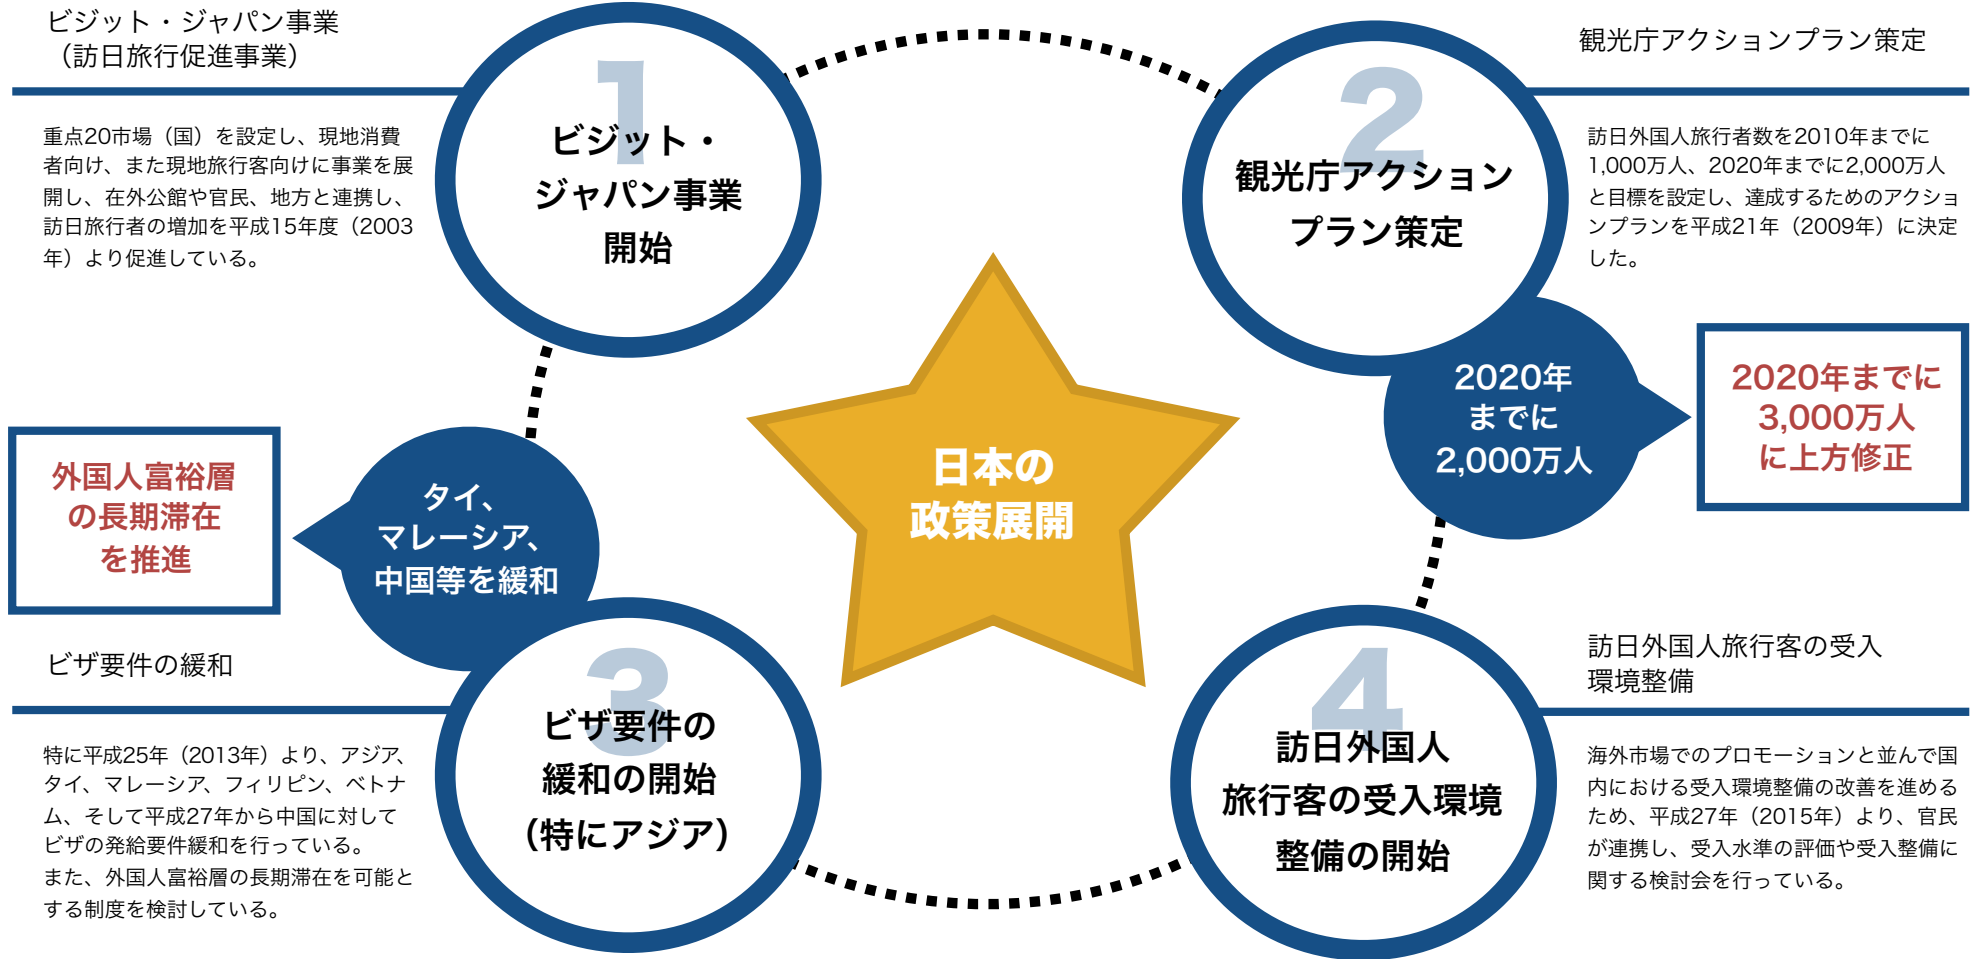 ビジット・ジャパン事業
（訪日旅行促進事業）
重点20市場（国）を設定し、現地消費
者向け、また現地旅行客向けに事業を展
開し、在外公館や官民、地方と連携し、
訪日旅行者の増加を平成15年度（2003
年）より促進している。
1
ビジット・
ジャパン事業
開始
2
観光庁アクション
プラン策定
観光庁アクションプラン策定
訪日外国人旅行者数を2010年までに
1,000万人、2020年までに2,000万人
と目標を設定し、達成するためのアクショ
ンプランを平成21年（2009年）に決定
した。
2020年
までに
2,000万人
2020年までに
3,000万人
に上方修正
日本の
政策展開
外国人富裕層
の長期滞在
を推進
タイ、
マレーシア、
中国等を緩和
ビザ要件の緩和
特に平成25年（2013年）より、アジア、
タイ、マレーシア、フィリピン、ベトナ
ム、そして平成27年から中国に対して
ビザの発給要件緩和を行っている。
また、外国人富裕層の長期滞在を可能と
する制度を検討している。
3
ビザ要件の
緩和の開始
（特にアジア）
4
訪日外国人
旅行客の受入環境
整備の開始
訪日外国人旅行客の受入
環境整備
海外市場でのプロモーションと並んで国
内における受入環境整備の改善を進める
ため、平成27年（2015年）より、官民
が連携し、受入水準の評価や受入整備に
関する検討会を行っている。